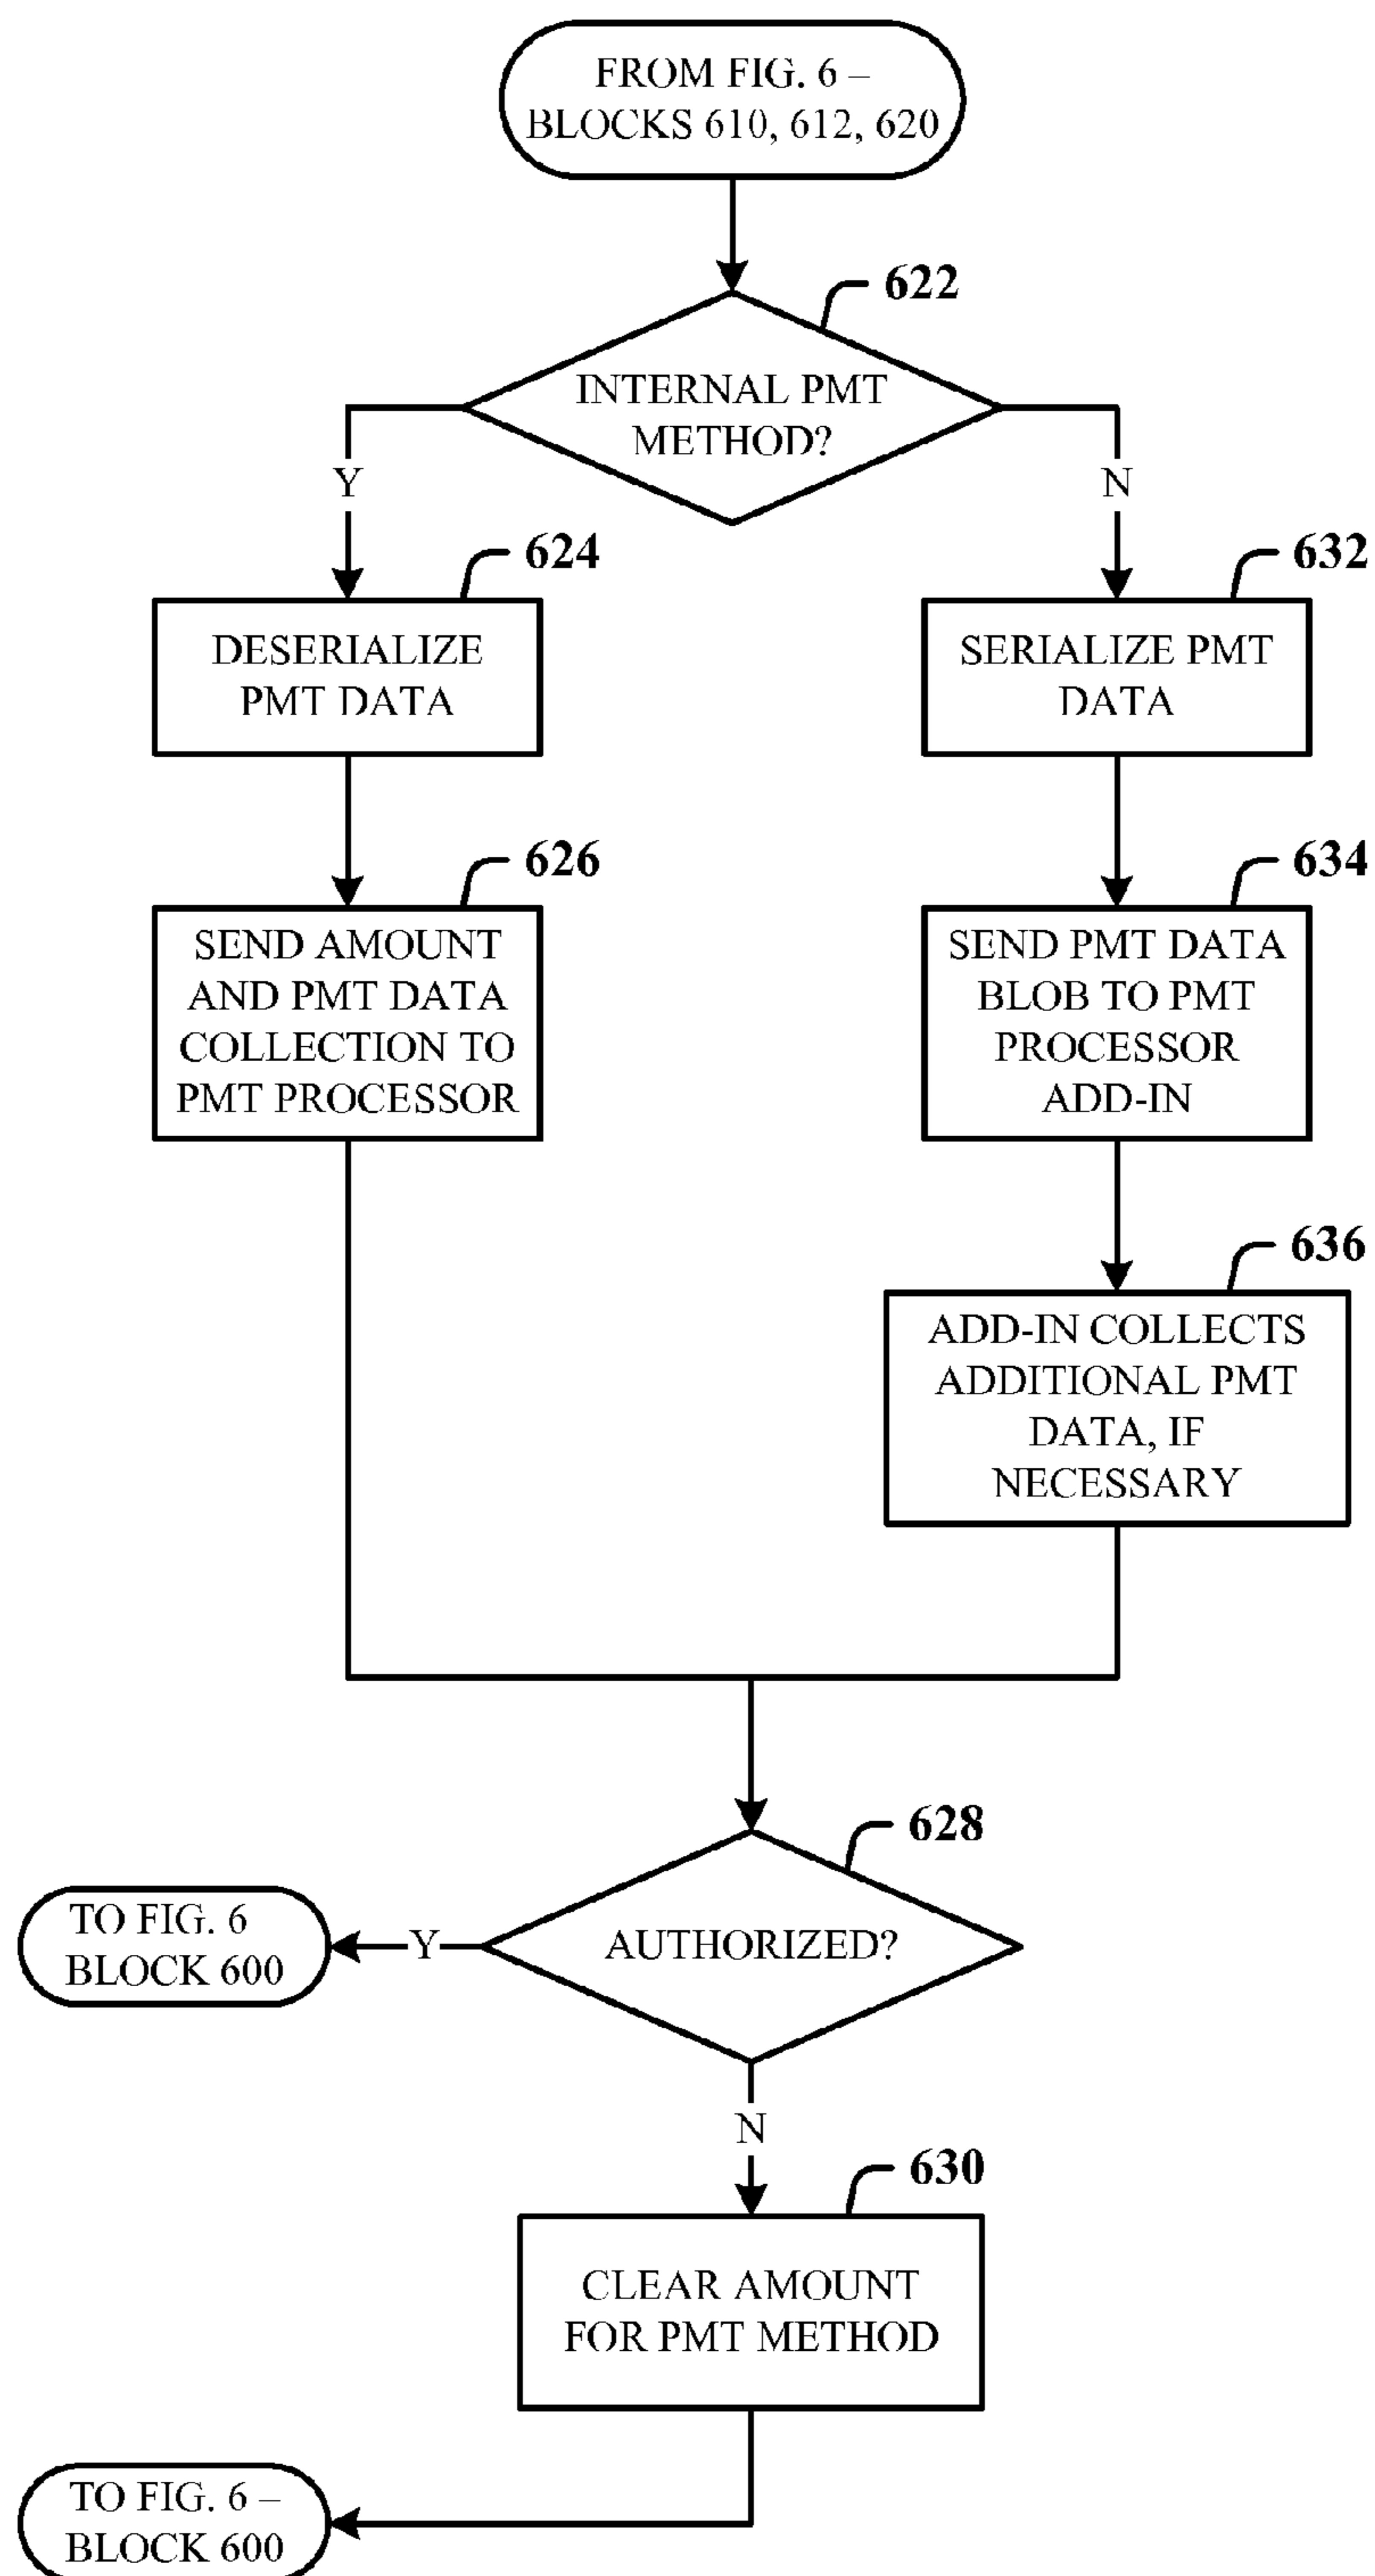 FROM FIG. 6 –
BLOCKS 610, 612, 620
622
INTERNAL PMT
METHOD?
Y
N
624
DESERIALIZE
PMT DATA
632
SERIALIZE PMT
DATA
626
SEND AMOUNT
AND PMT DATA
COLLECTION TO
PMT PROCESSOR
634
SEND PMT DATA
BLOB TO PMT
PROCESSOR
ADD-IN
636
ADD-IN COLLECTS
ADDITIONAL PMT
DATA, IF
NECESSARY
628
AUTHORIZED?
Y
TO FIG. 6
BLOCK 600
N
630
CLEAR AMOUNT
FOR PMT METHOD
TO FIG. 6 –
BLOCK 600